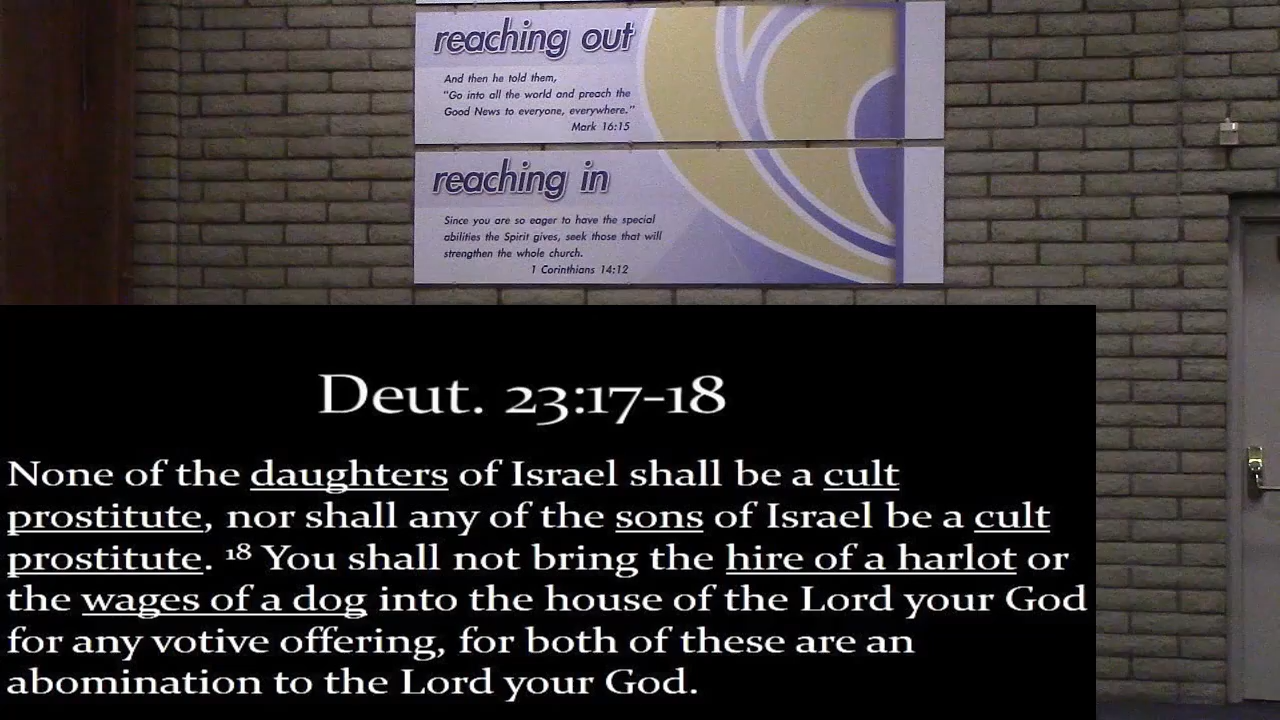 reaching out
And then he told them,
"Go into all the world and preach the
Good News to everyone, everywhere."
Mark 16:15
reaching in
Since you are so eager to have the special
abilities the Spirit gives, seek those that will
strengthen the whole church.
1 Corinthians 14:12
Deut. 23:17-18
None of the daughters of Israel shall be a cult
prostitute, nor shall any of the sons of Israel be a cult
prostitute. 18 You shall not bring the hire of a harlot or
the wages of a dog into the house of the Lord your God
for any votive offering, for both of these are an
abomination to the Lord your God.